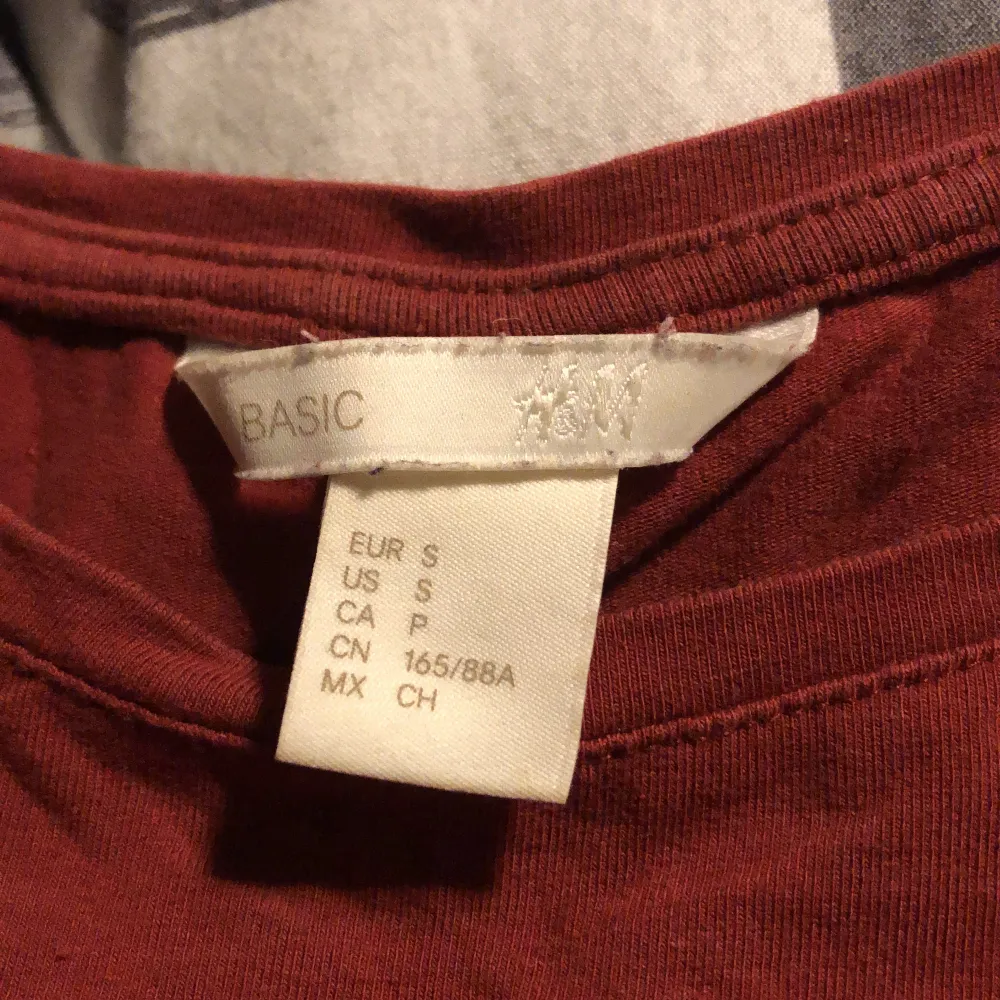 BASIC H&M
EUR S
US S
CA P
CN 165/88A
MX CH